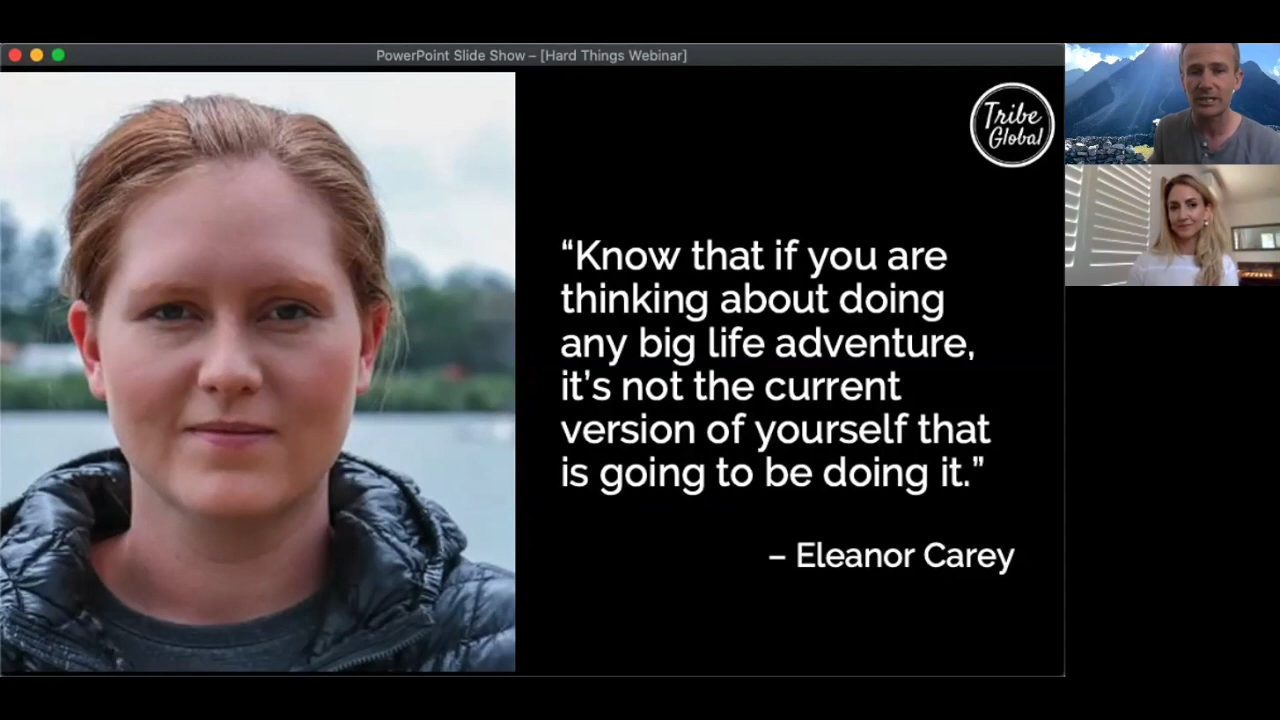 PowerPoint Slide Show – [Hard Things Webinar]
Tribe
Global
“Know that if you are
thinking about doing
any big life adventure,
it’s not the current
version of yourself that
is going to be doing it.”
– Eleanor Carey